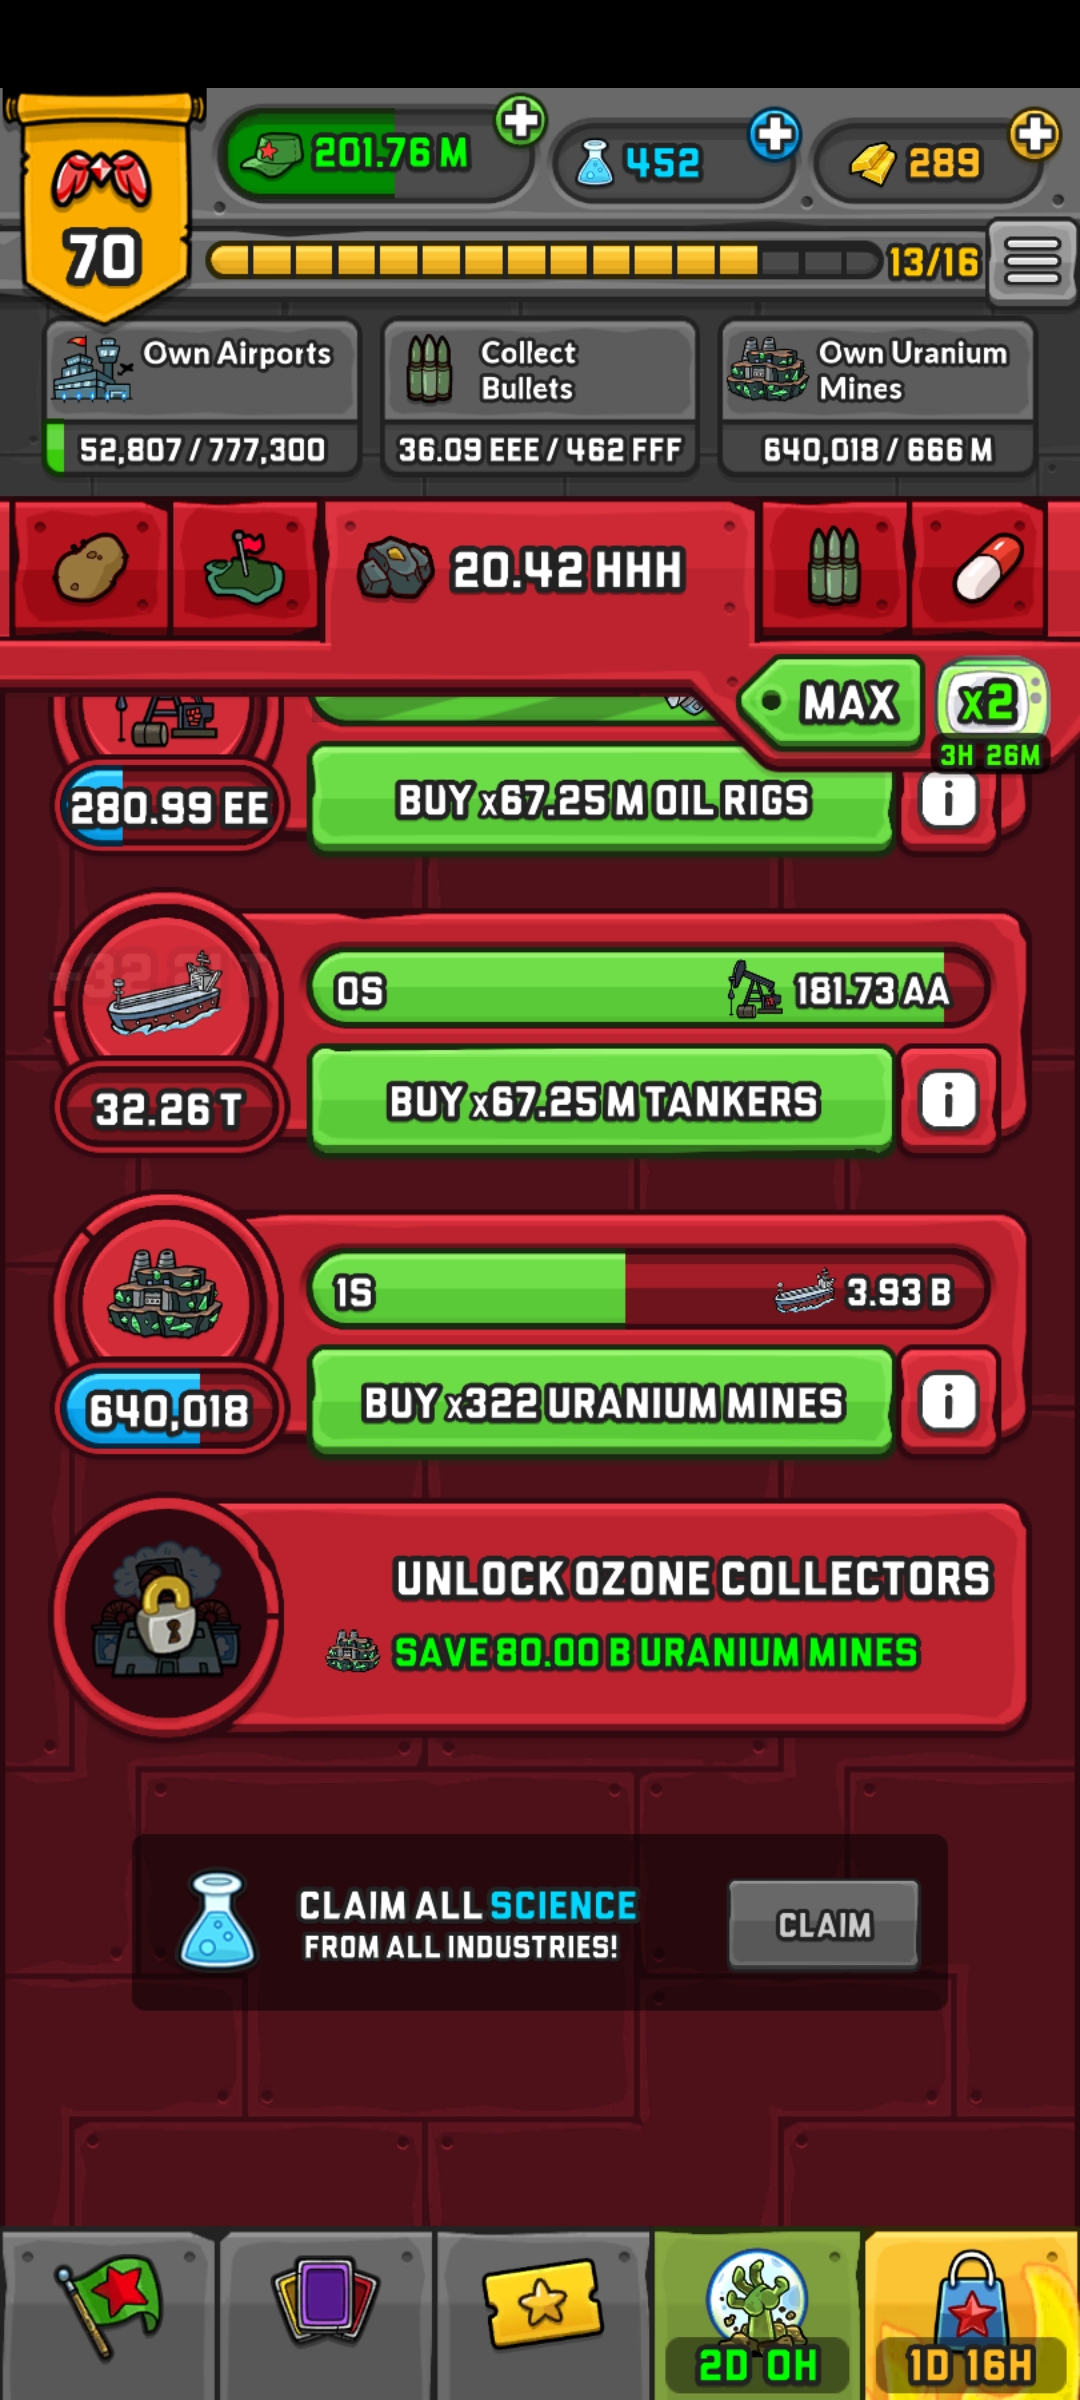 201.76 M
452
289
70
13/16
Own Airports
52,807 / 777,300
Collect
Bullets
36.09 EEE / 462 FFF
Own Uranium
Mines
640,018 / 666 M
20.42 HHH
MAX
x2
3H 26M
280.99 EE
BUY x67.25 M OIL RIGS
i
0S
181.73 AA
32.26 T
BUY x67.25 M TANKERS
i
1S
3.93 B
640,018
BUY x322 URANIUM MINES
i
UNLOCK OZONE COLLECTORS
SAVE 80.00 B URANIUM MINES
CLAIM ALL SCIENCE
FROM ALL INDUSTRIES!
CLAIM
2D 0H
1D 16H